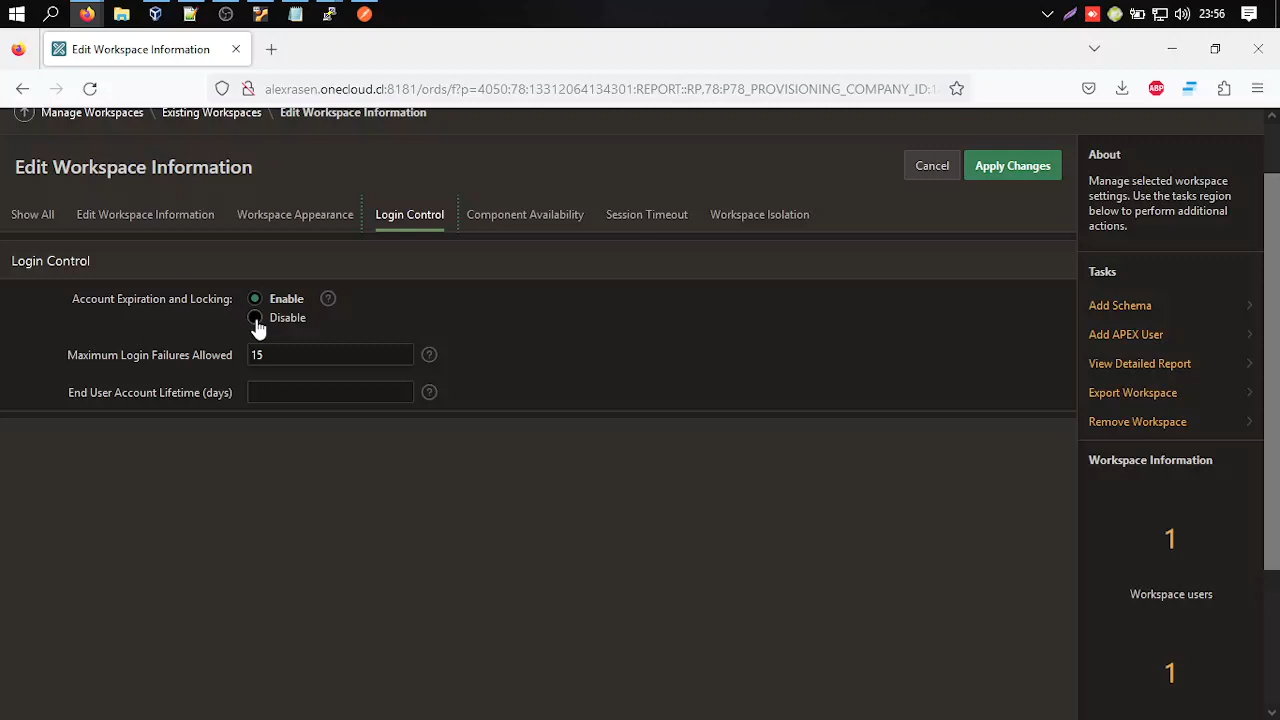 23:56
Edit Workspace Information
alexrasen.onecloud.cl:8181/ords/f?p=4050:78:13312064134301:REPORT::RP,78:P78_PROVISIONING_COMPANY_ID:
ABP
Manage Workspaces \ Existing Workspaces \ Edit Workspace Information
Edit Workspace Information
Cancel
Apply Changes
Show All
Edit Workspace Information
Workspace Appearance
Login Control
Component Availability
Session Timeout
Workspace Isolation
Login Control
Account Expiration and Locking:
Enable
?
Disable
Maximum Login Failures Allowed
15
?
End User Account Lifetime (days)
?
About
Manage selected workspace
settings. Use the tasks region
below to perform additional
actions.
Tasks
Add Schema
Add APEX User
View Detailed Report
Export Workspace
Remove Workspace
Workspace Information
1
Workspace users
1